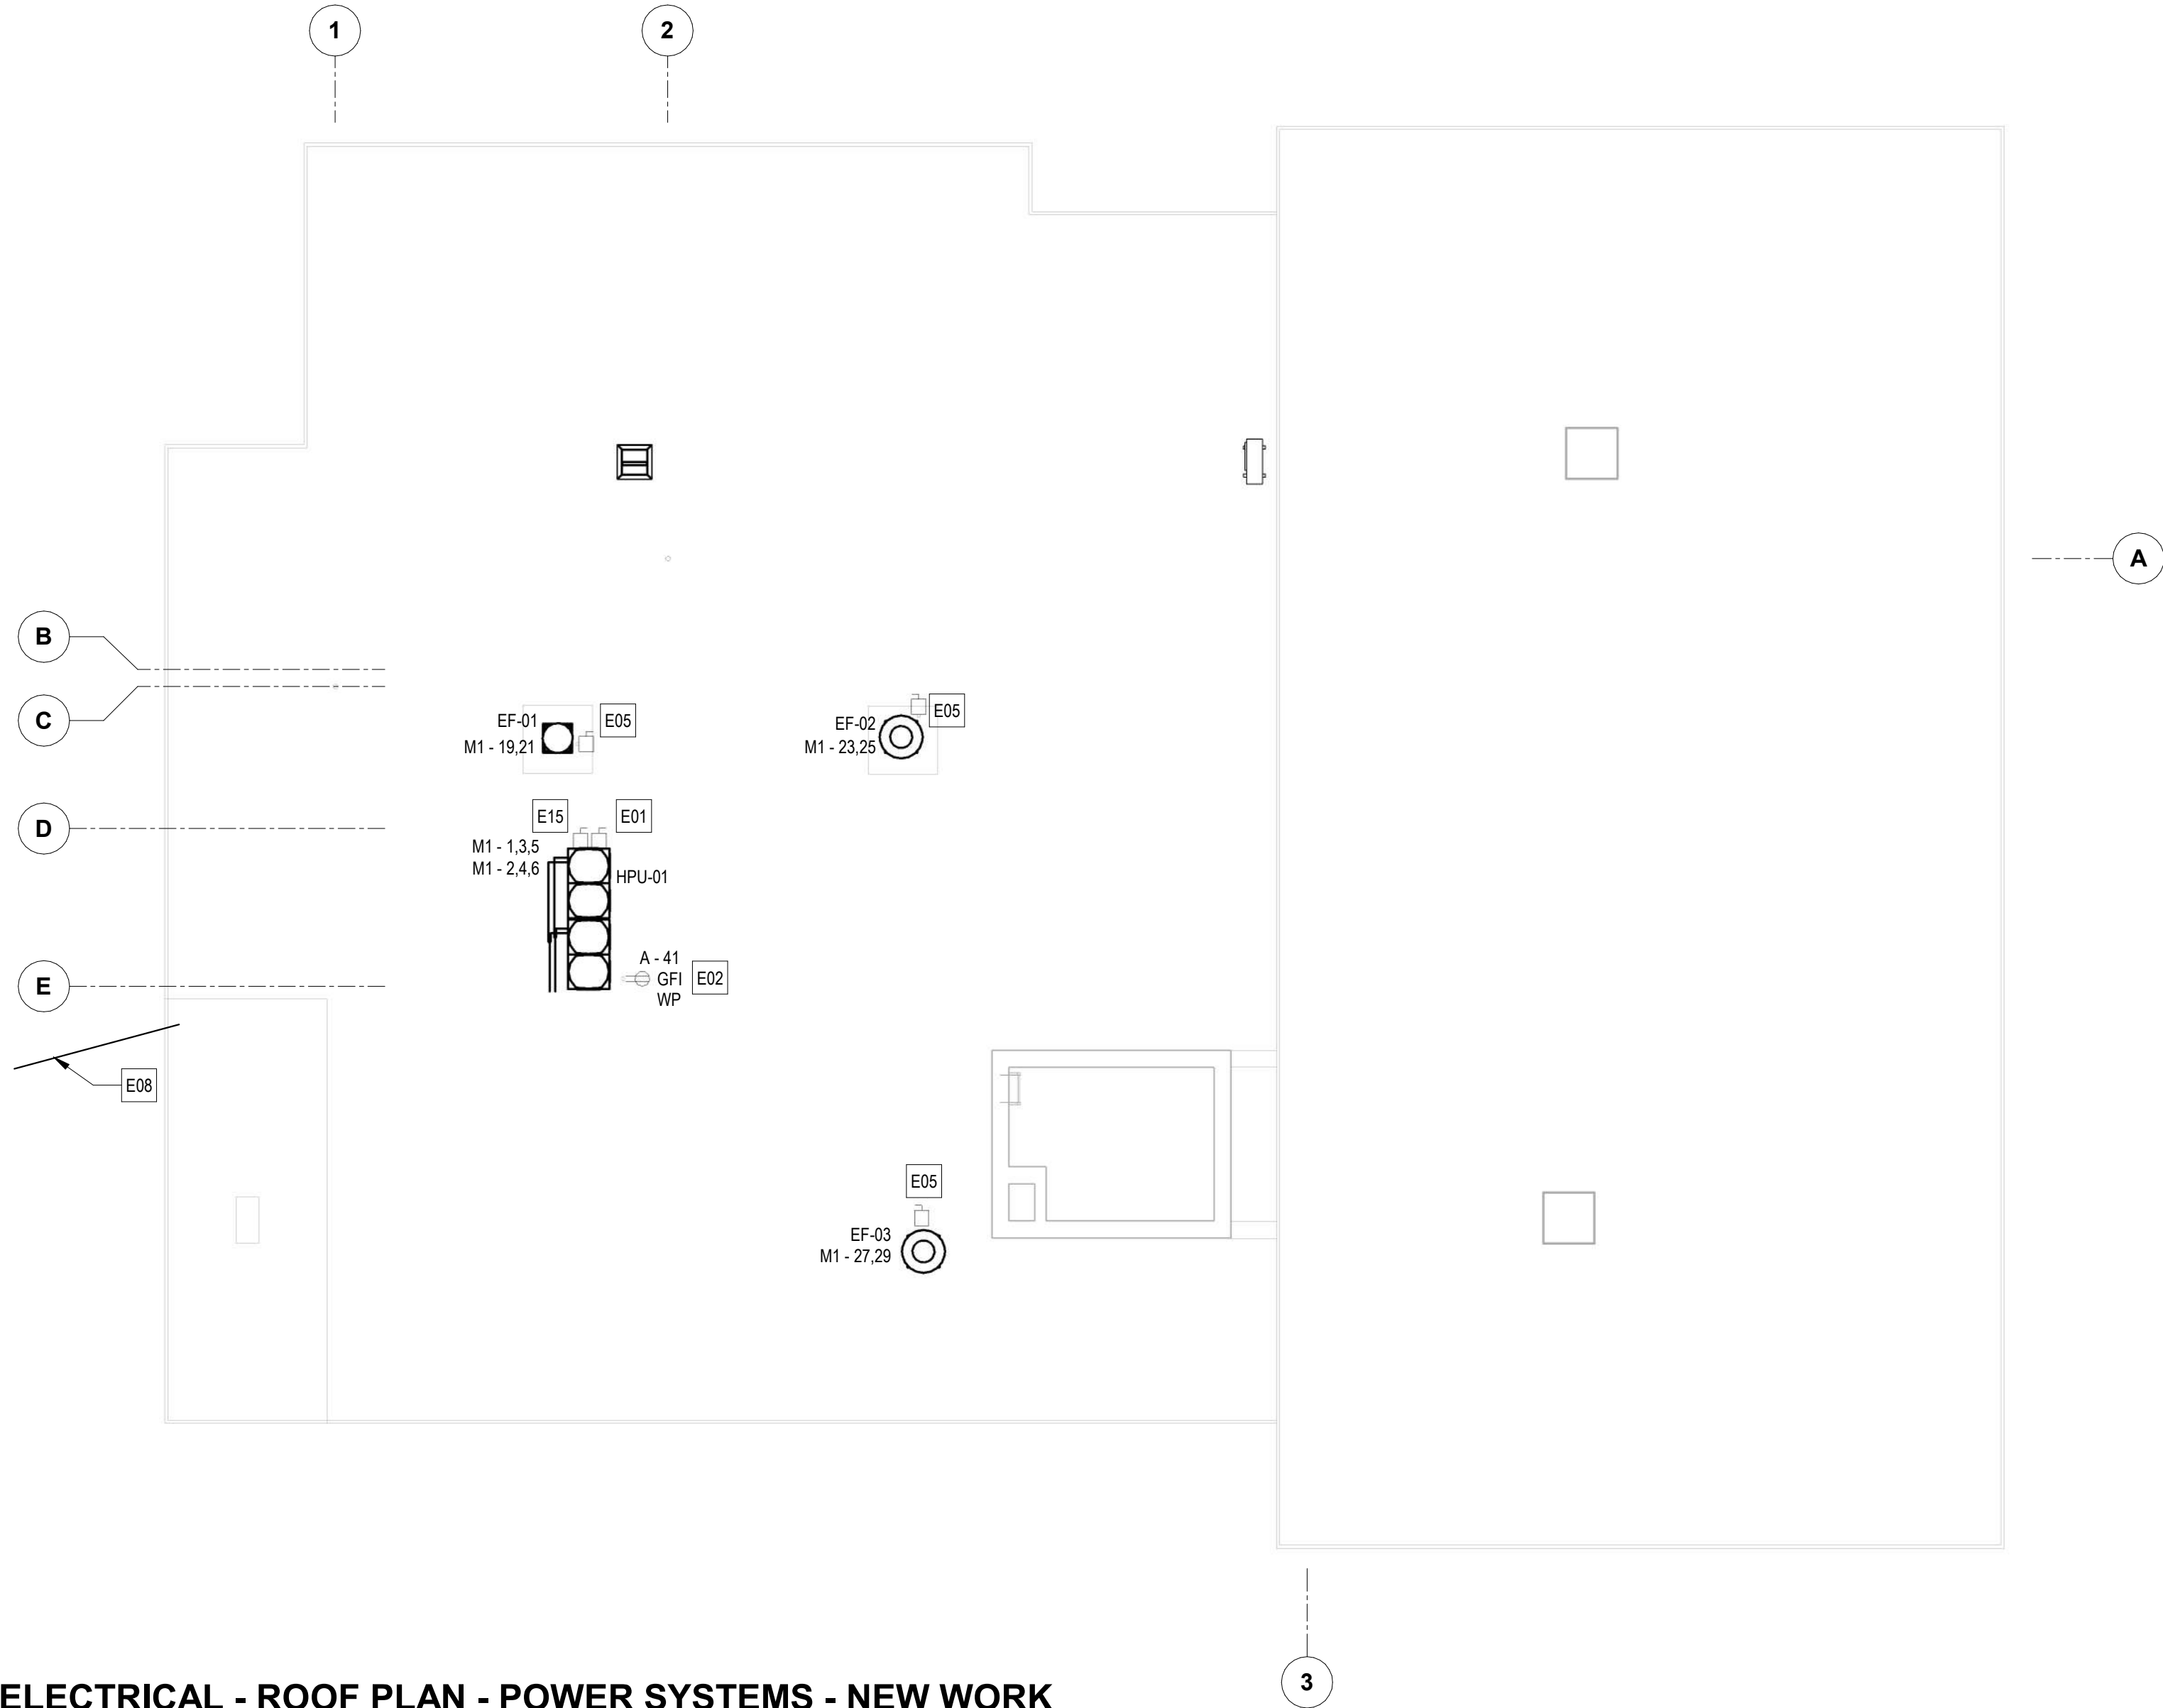 1
2
A
B
C
EF-01
M1 - 19,21
E05
EF-02
M1 - 23,25
E05
D
E15
E01
M1 - 1,3,5
M1 - 2,4,6
HPU-01
A - 41
GFI
WP
E02
E
E08
E05
EF-03
M1 - 27,29
3
ELECTRICAL - ROOF PLAN - POWER SYSTEMS - NEW WORK